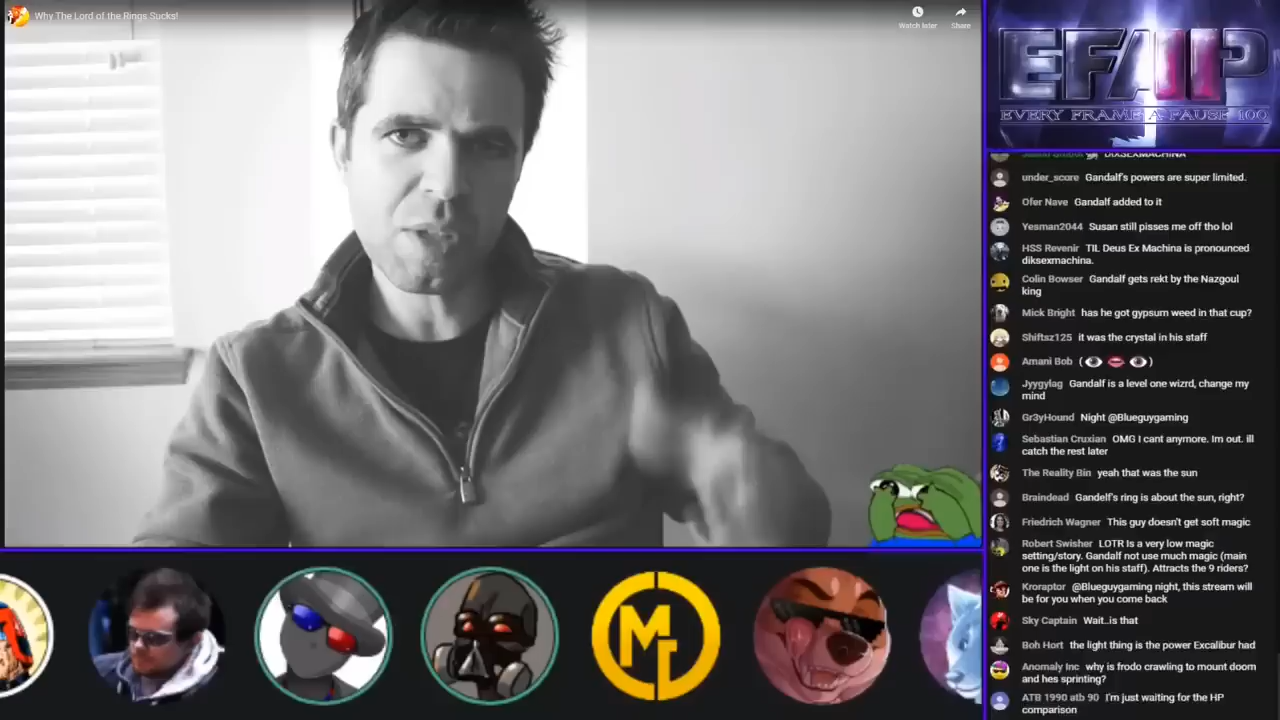 Why The Lord of the Rings Sucks!
Watch later
Share
EFAP
EVERY FRAME A PAUSE 100
DIXSEXMACHINA
under_score Gandalf's powers are super limited.
Ofer Nave Gandalf added to it
Yesman2044 Susan still pisses me off tho lol
HSS Revenir TIL Deus Ex Machina is pronounced
diksexmachina.
Colin Bowser Gandalf gets rekt by the Nazgoul
king
Mick Bright has he got gypsum weed in that cup?
Shiftsz125 it was the crystal in his staff
Amani Bob
Jyygylag Gandalf is a level one wizrd, change my
mind
Gr3yHound Night @Blueguygaming
Sebastian Cruxian OMG I cant anymore. Im out. ill
catch the rest later
The Reality Bin yeah that was the sun
Braindead Gandelf's ring is about the sun, right?
Friedrich Wagner This guy doesn't get soft magic
Robert Swisher LOTR Is a very low magic
setting/story. Gandalf not use much magic (main
one is the light on his staff). Attracts the 9 riders?
Kroraptor @Blueguygaming night, this stream will
be for you when you come back
Sky Captain Wait..is that
Boh Hort the light thing is the power Excalibur had
Anomaly Inc why is frodo crawling to mount doom
and hes sprinting?
ATB 1990 atb 90 I'm just waiting for the HP
comparison